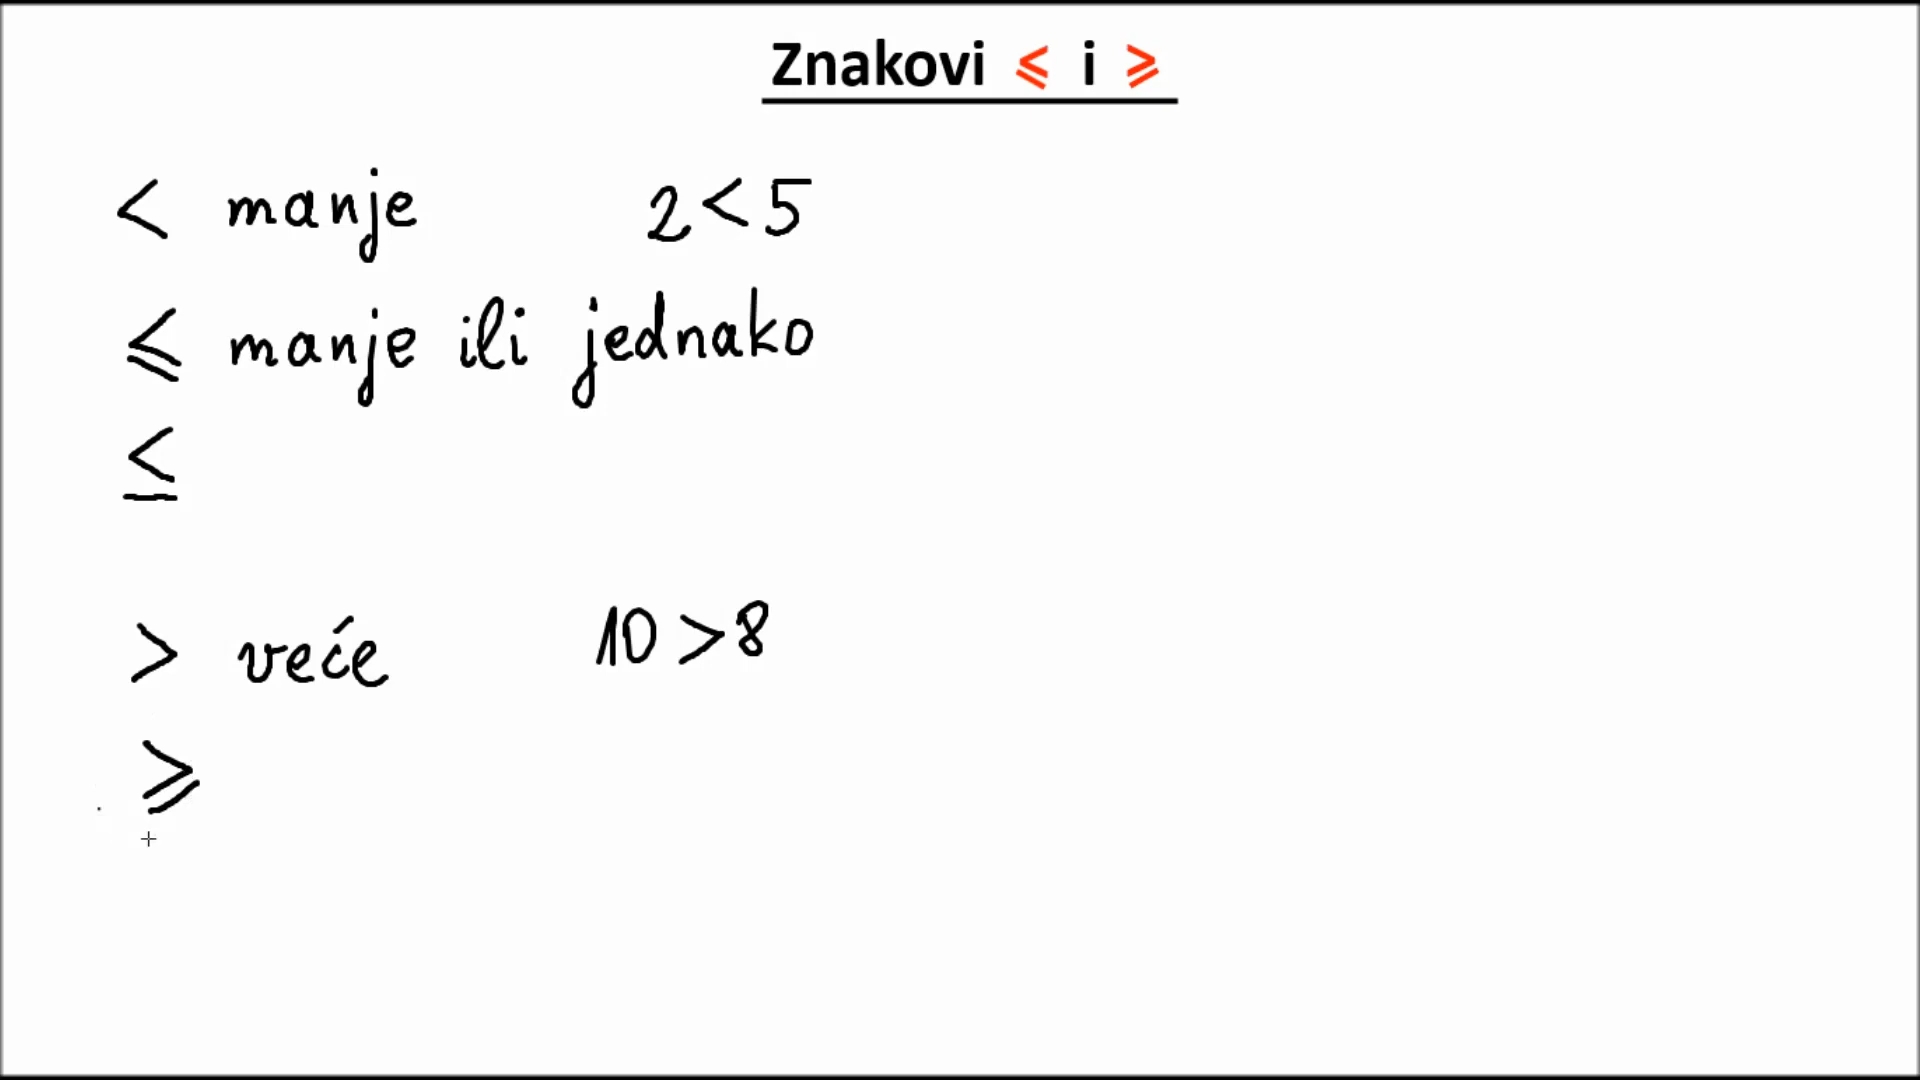 Znakovi ⩽ i ⩾
< manje 2 < 5
⩽ manje ili jednako
≤
> veće 10 > 8
⩾